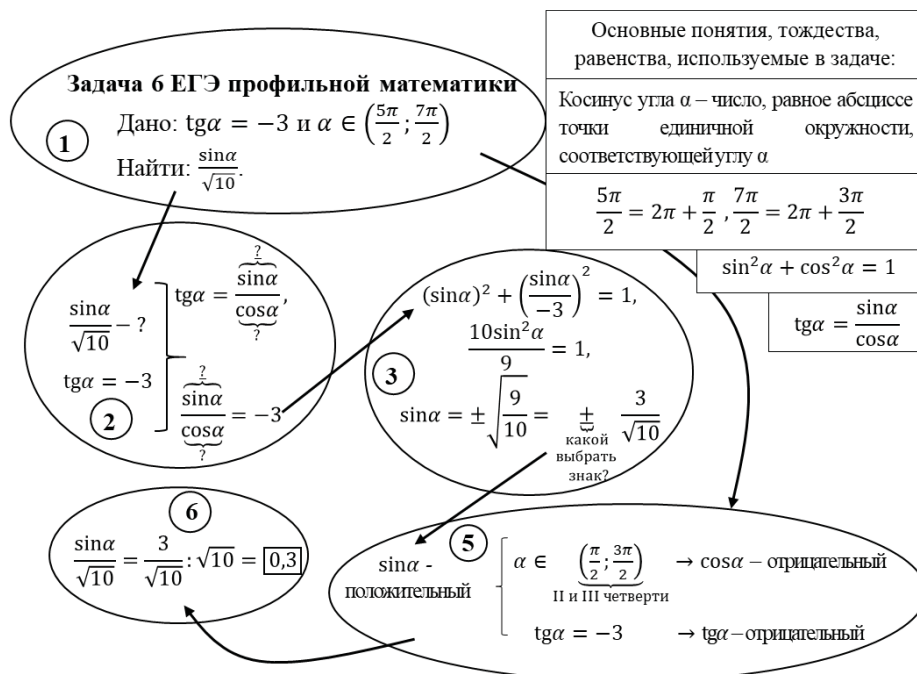 Задача 6 ЕГЭ профильной математики
Дано: tgα = −3 и α ∈ (5π/2; 7π/2)
1
Найти: sinα/√10.
Основные понятия, тождества,
равенства, используемые в задаче:
Косинус угла α – число, равное абсциссе
точки единичной окружности,
соответствующей углу α
5π/2 = 2π + π/2 , 7π/2 = 2π + 3π/2
sin²α + cos²α = 1
tgα = sinα/cosα
sinα/√10 − ?
tgα = −3
2
?
tgα = sinα/cosα,
?
?
sinα/cosα = −3
?
(sinα)² + (sinα/−3)² = 1,
10sin²α/9 = 1,
3
sinα = ±√(9/10) = ± 3/√10
какой
выбрать
знак?
6
sinα/√10 = 3/√10 : √10 = 0,3
5
sinα -
положительный
α ∈ (π/2; 3π/2) → cosα – отрицательный
II и III четверти
tgα = −3 → tgα – отрицательный